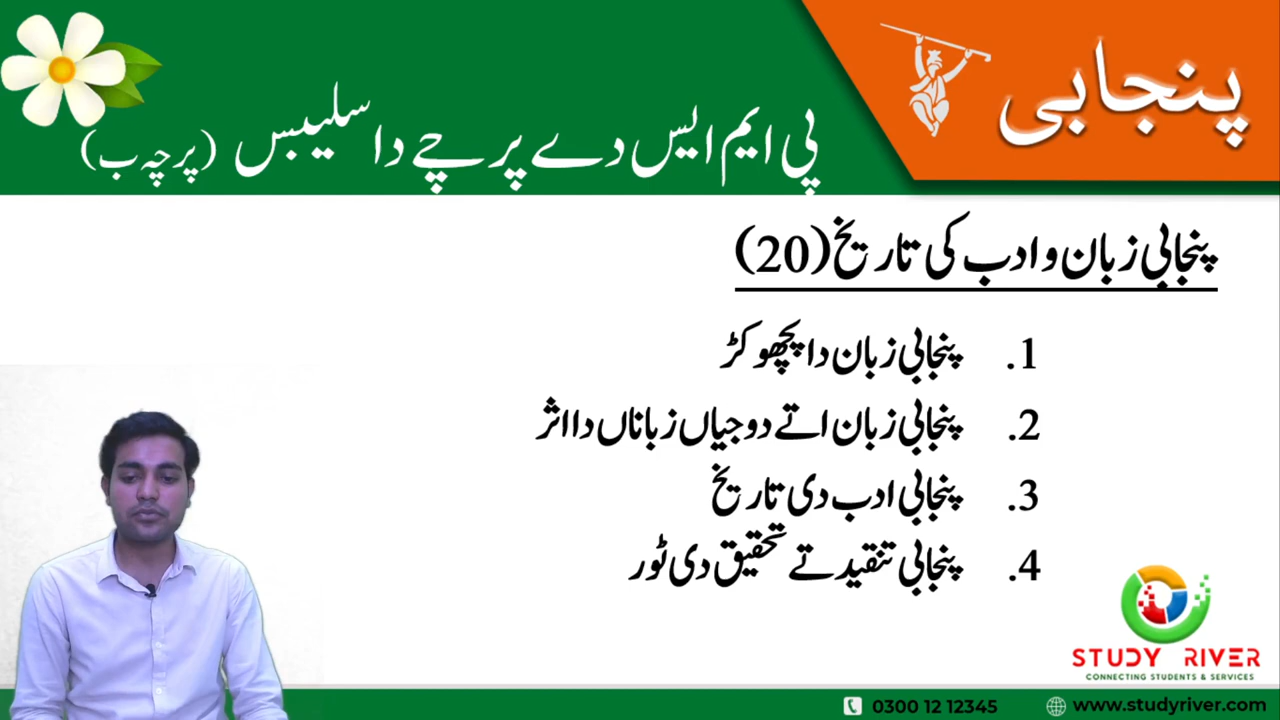 پنجابی
پی ایم ایس دے پرچے دا سلیبس (پرچہ ب)
پنجابی زبان و ادب کی تاریخ (20)
1. پنجابی زبان دا پچھوکڑ
2. پنجابی زبان اتے دوجیاں زباناں دا اثر
3. پنجابی ادب دی تاریخ
4. پنجابی تنقید تے تحقیق دی ٹور
STUDY RIVER
CONNECTING STUDENTS & SERVICES
0300 12 12345 www.studyriver.com